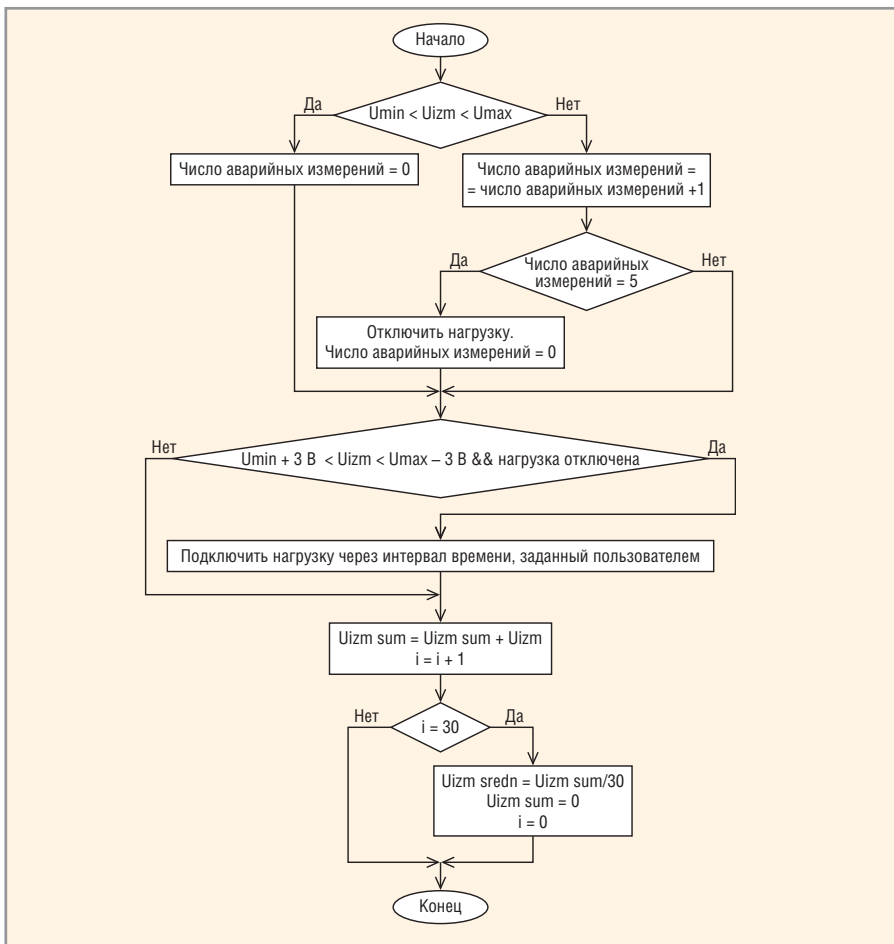 Начало
Да
Umin < Uizm < Umax
Нет
Число аварийных измерений = 0
Число аварийных измерений =
= число аварийных измерений +1
Да
Число аварийных
измерений = 5
Нет
Отключить нагрузку.
Число аварийных измерений = 0
Нет
Umin + 3 В < Uizm < Umax – 3 В && нагрузка отключена
Да
Подключить нагрузку через интервал времени, заданный пользователем
Uizm sum = Uizm sum + Uizm
i = i + 1
Нет
i = 30
Да
Uizm sredn = Uizm sum/30
Uizm sum = 0
i = 0
Конец